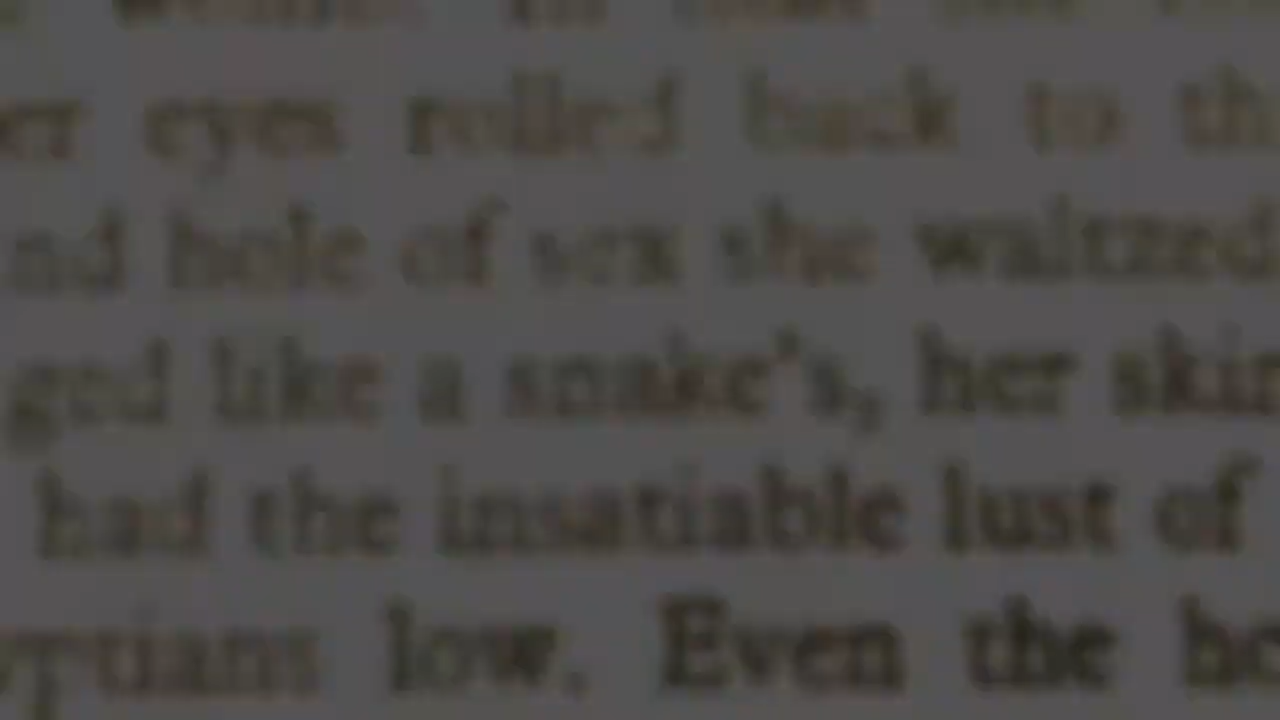 er eyes rolled back to th
nd hole of sex she waltzed
ged like a snake's, her skin
had the insatiable lust of
yptians low. Even the